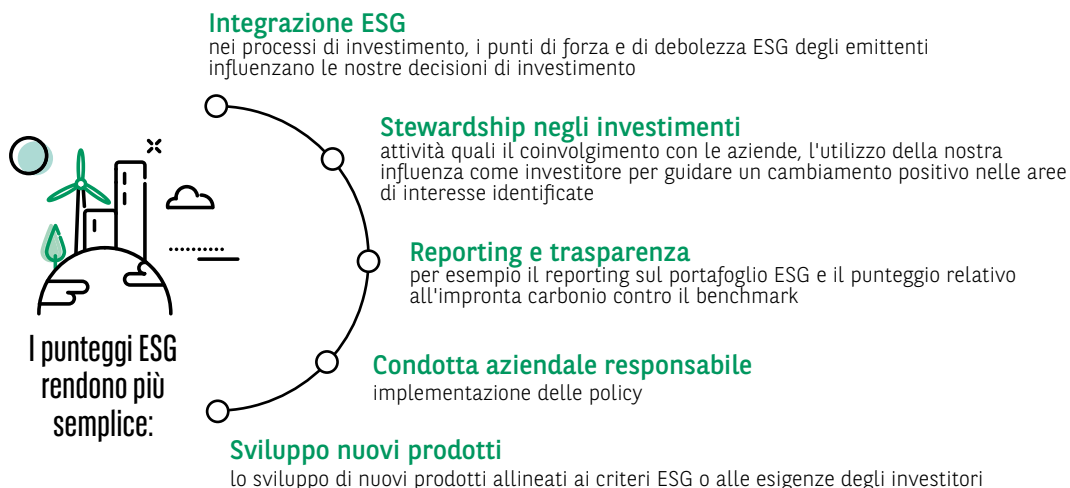 Integrazione ESG
nei processi di investimento, i punti di forza e di debolezza ESG degli emittenti
influenzano le nostre decisioni di investimento
Stewardship negli investimenti
attività quali il coinvolgimento con le aziende, l'utilizzo della nostra
influenza come investitore per guidare un cambiamento positivo nelle aree
di interesse identificate
Reporting e trasparenza
per esempio il reporting sul portafoglio ESG e il punteggio relativo
all'impronta carbonio contro il benchmark
I punteggi ESG
rendono più
semplice:
Condotta aziendale responsabile
implementazione delle policy
Sviluppo nuovi prodotti
lo sviluppo di nuovi prodotti allineati ai criteri ESG o alle esigenze degli investitori